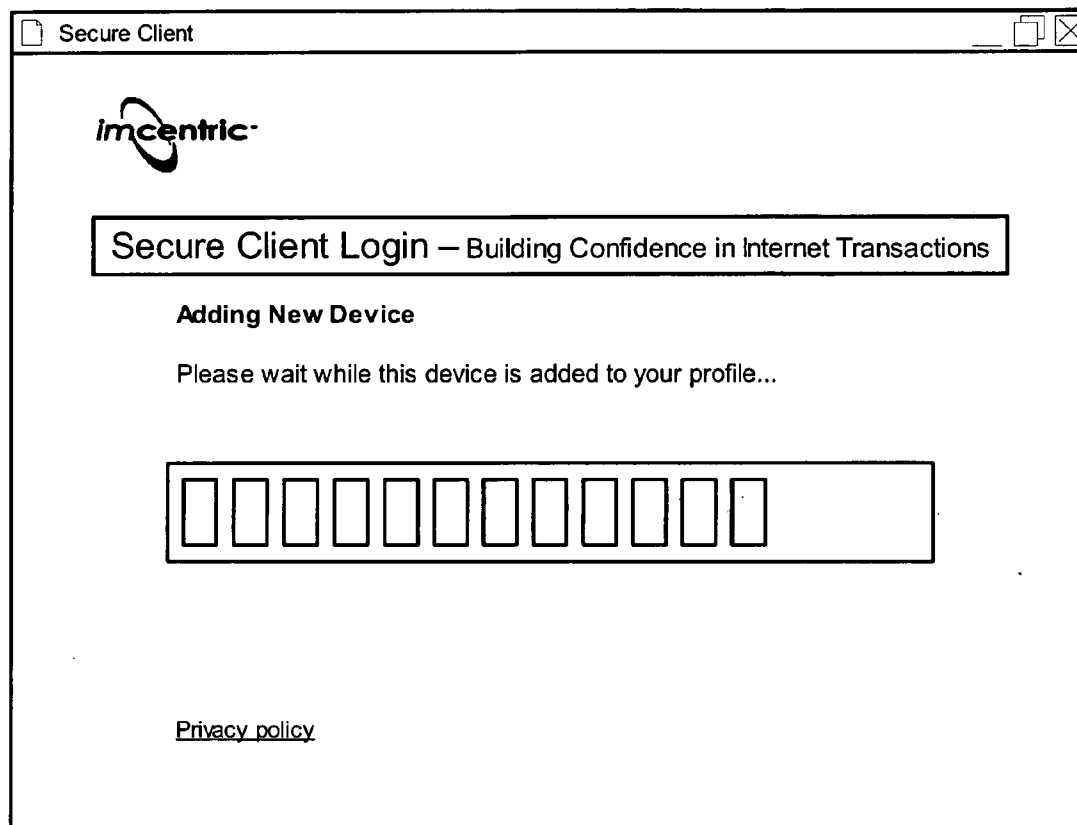 Secure Client
imcentric
Secure Client Login – Building Confidence in Internet Transactions
Adding New Device
Please wait while this device is added to your profile...
Privacy policy